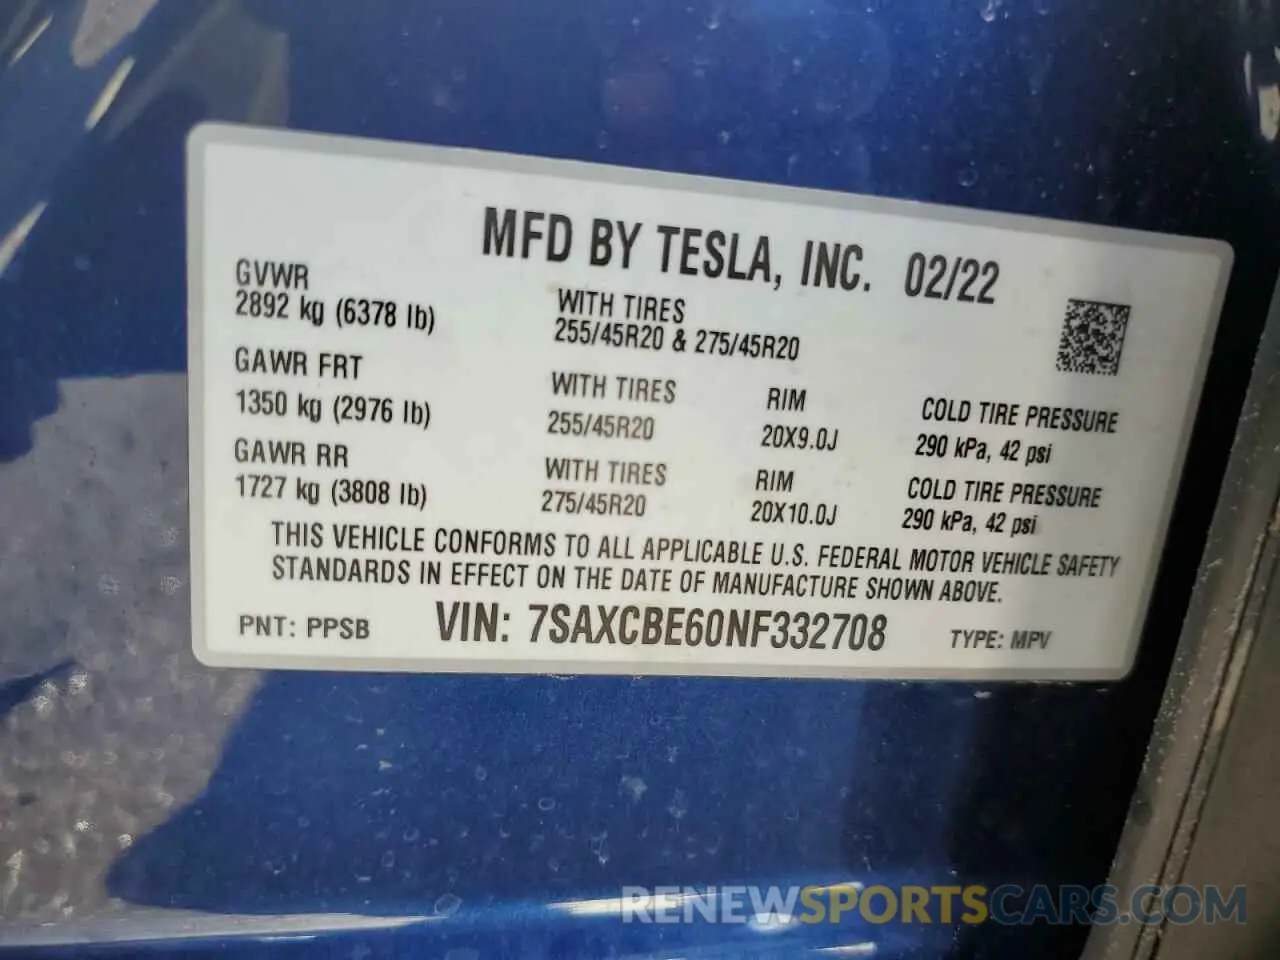 MFD BY TESLA, INC. 02/22
GVWR
2892 kg (6378 lb)
WITH TIRES
255/45R20 & 275/45R20
GAWR FRT
1350 kg (2976 lb)
WITH TIRES
255/45R20
RIM
20X9.0J
COLD TIRE PRESSURE
290 kPa, 42 psi
GAWR RR
1727 kg (3808 lb)
WITH TIRES
275/45R20
RIM
20X10.0J
COLD TIRE PRESSURE
290 kPa, 42 psi
THIS VEHICLE CONFORMS TO ALL APPLICABLE U.S. FEDERAL MOTOR VEHICLE SAFETY
STANDARDS IN EFFECT ON THE DATE OF MANUFACTURE SHOWN ABOVE.
PNT: PPSB VIN: 7SAXCBE60NF332708 TYPE: MPV
RENEWSPORTSCARS.COM